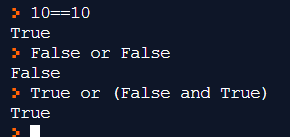 > 10==10
True
> False or False
False
> True or (False and True)
True
>